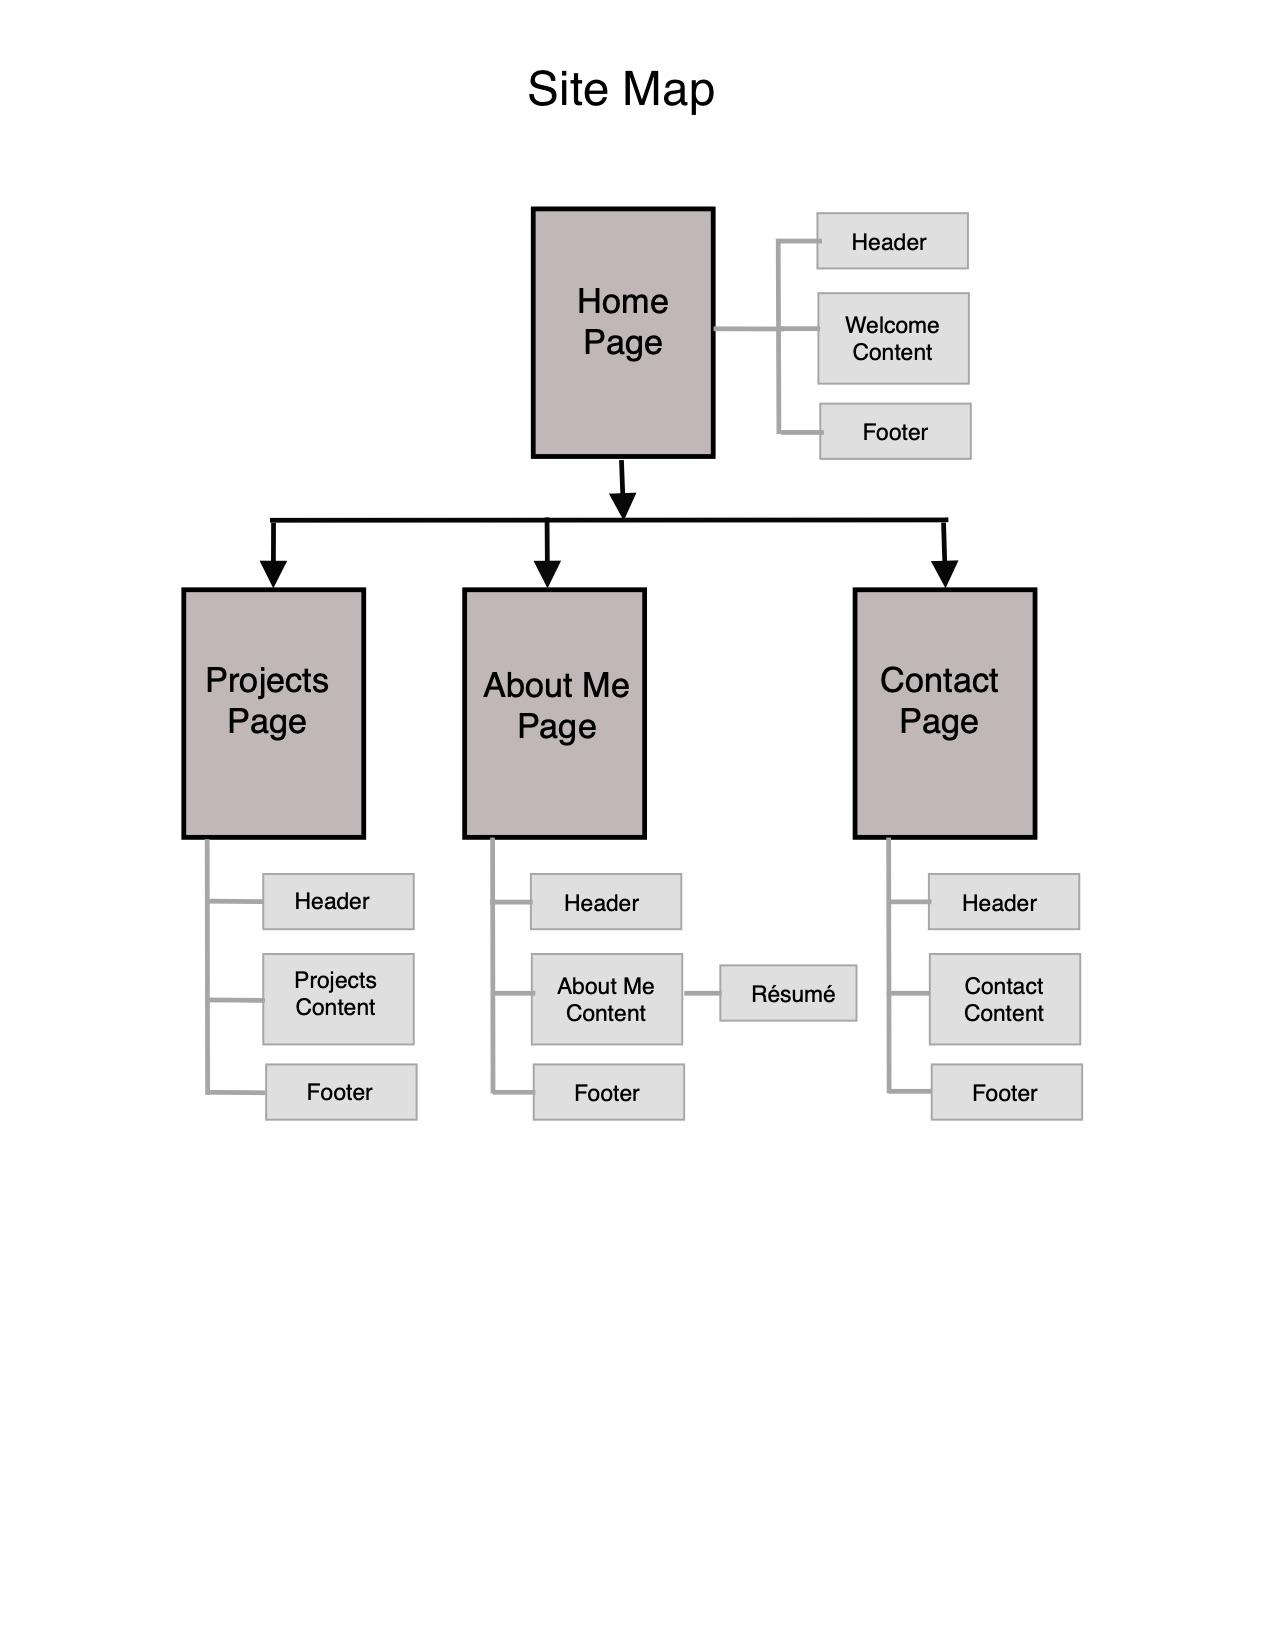 Site Map
Home
Page
Header
Welcome
Content
Footer
Projects
Page
About Me
Page
Contact
Page
Header
Projects
Content
Footer
Header
About Me
Content
Résumé
Footer
Header
Contact
Content
Footer